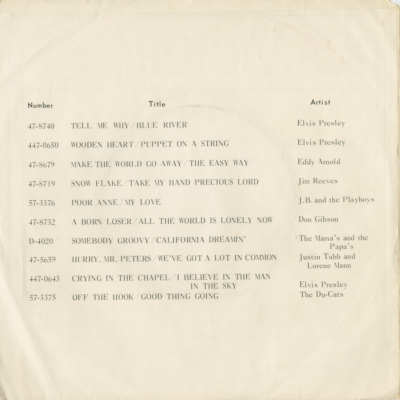 Number Title Artist
47-8740 TELL ME WHY/BLUE RIVER Elvis Presley
447-0650 WOODEN HEART/PUPPET ON A STRING Elvis Presley
47-8679 MAKE THE WORLD GO AWAY/THE EASY WAY Eddy Arnold
47-8719 SNOW FLAKE/TAKE MY HAND PRECIOUS LORD Jim Reeves
57-3376 POOR ANNE/MY LOVE J.B. and the Playboys
47-8732 A BORN LOSER/ALL THE WORLD IS LONELY NOW Don Gibson
D-4020 SOMEBODY GROOVY/CALIFORNIA DREAMIN' The Mama's and the
Papa's
47-5659 HURRY, MR. PETERS/WE'VE GOT A LOT IN COMMON Justin Tubb and
Lorene Mann
447-0643 CRYING IN THE CHAPEL/I BELIEVE IN THE MAN
IN THE SKY Elvis Presley
57-3375 OFF THE HOOK/GOOD THING GOING The Du-Cats